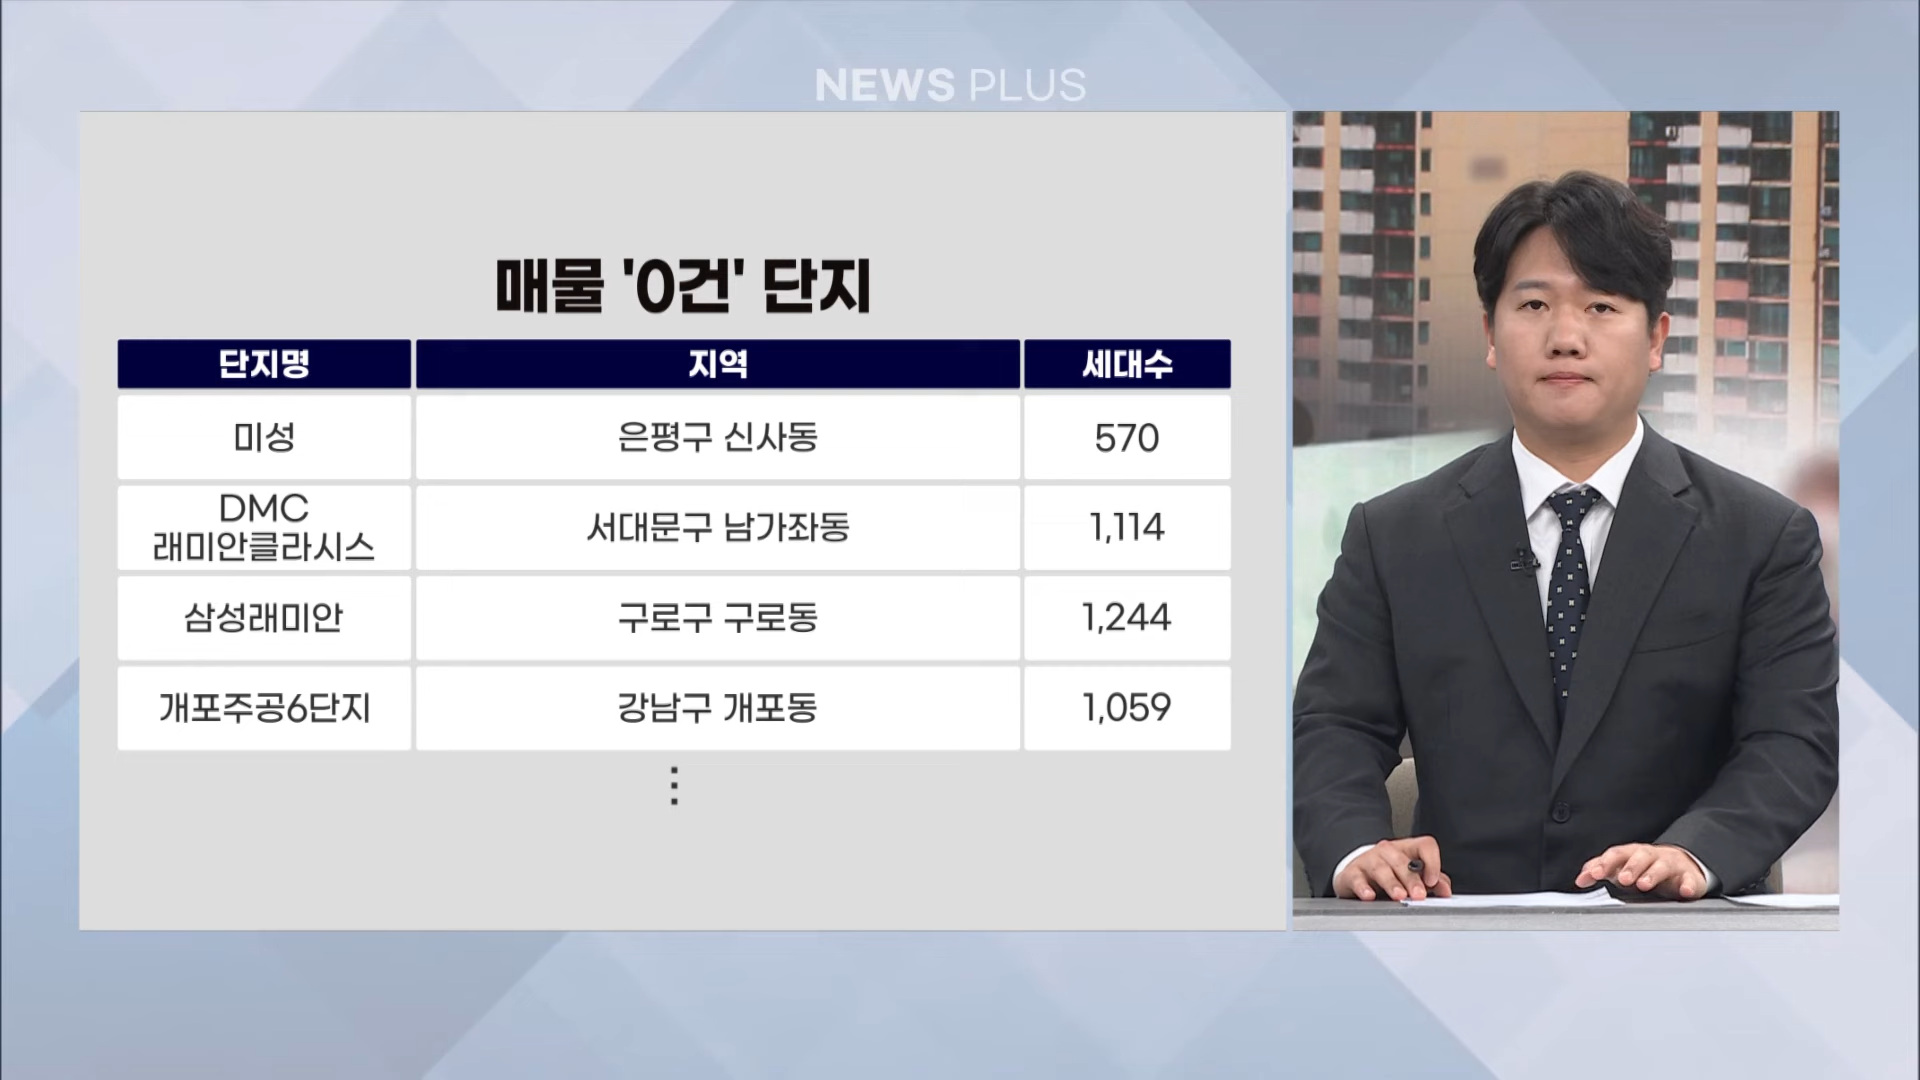 NEWS PLUS
매물 '0건' 단지
단지명 지역 세대수
미성 은평구 신사동 570
DMC
래미안클라시스 서대문구 남가좌동 1,114
삼성래미안 구로구 구로동 1,244
개포주공6단지 강남구 개포동 1,059
⋮